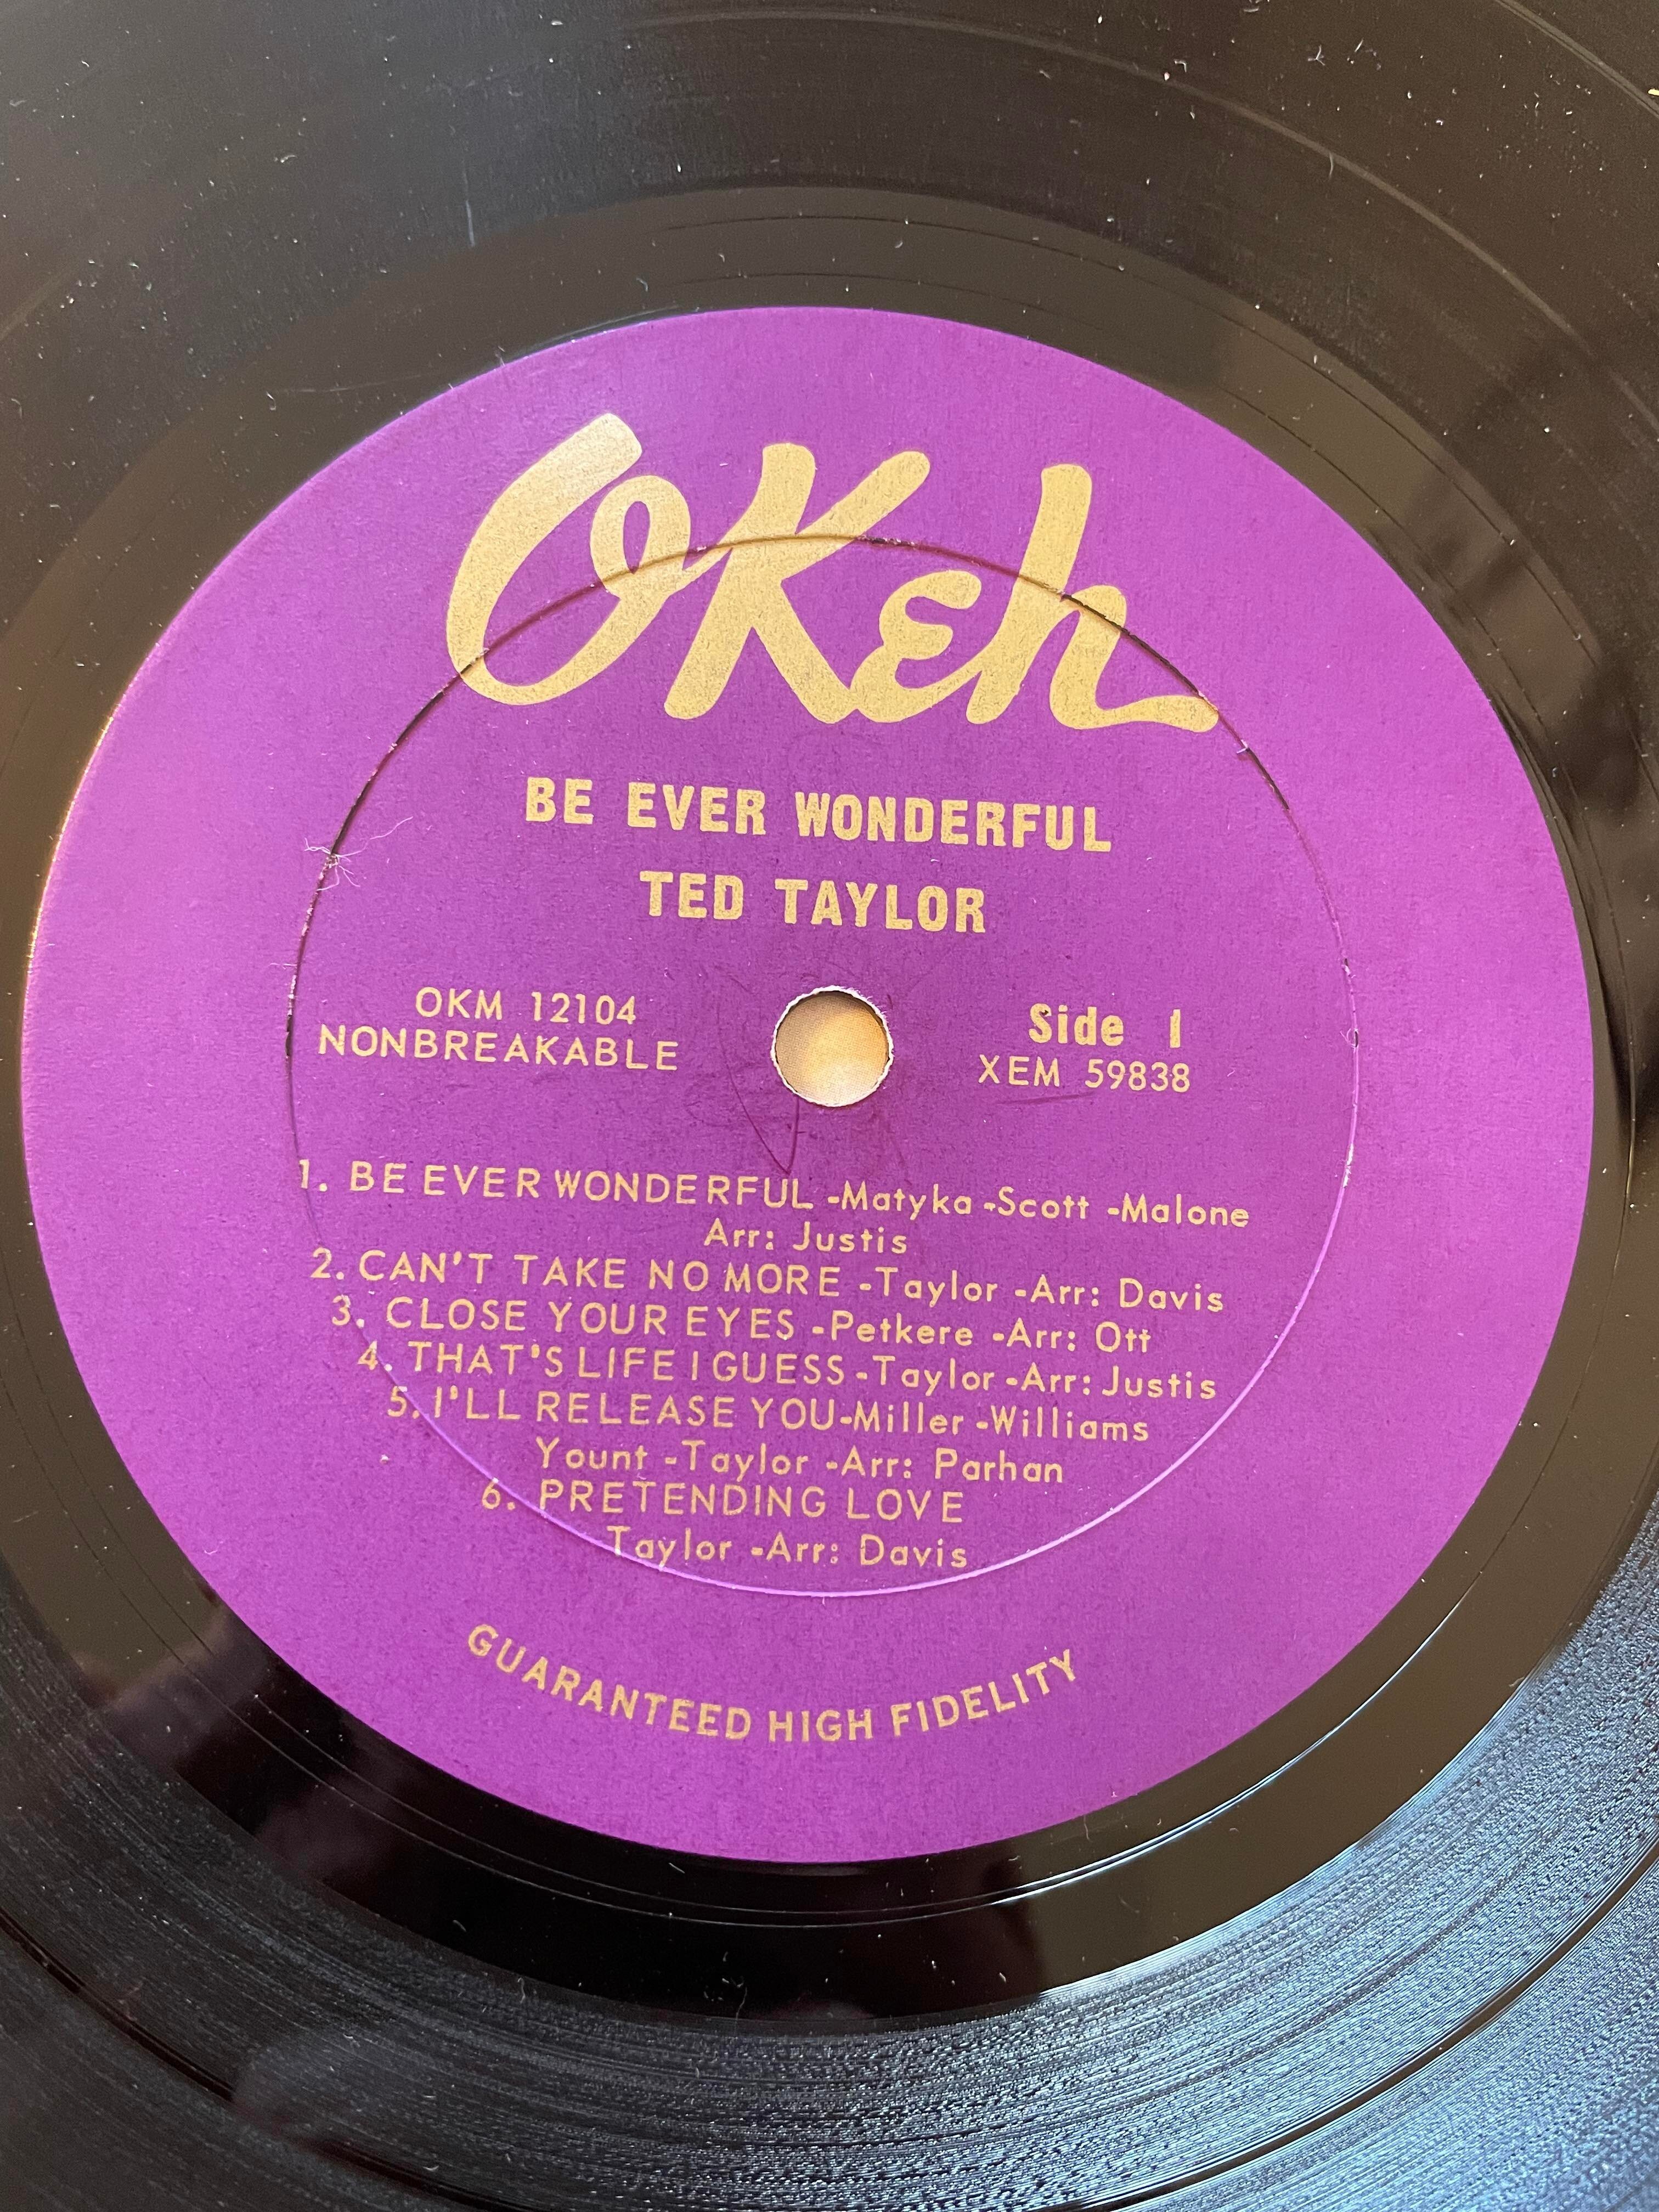 OKeh
BE EVER WONDERFUL
TED TAYLOR
OKM 12104
NONBREAKABLE
Side 1
XEM 59838
1. BE EVER WONDERFUL -Matyka -Scott -Malone
Arr: Justis
2. CAN'T TAKE NO MORE -Taylor -Arr: Davis
3. CLOSE YOUR EYES -Petkere -Arr: Ott
4. THAT'S LIFE I GUESS -Taylor -Arr: Justis
5. I'LL RELEASE YOU-Miller -Williams
Yount -Taylor -Arr: Parhan
6. PRETENDING LOVE
Taylor -Arr: Davis
GUARANTEED HIGH FIDELITY